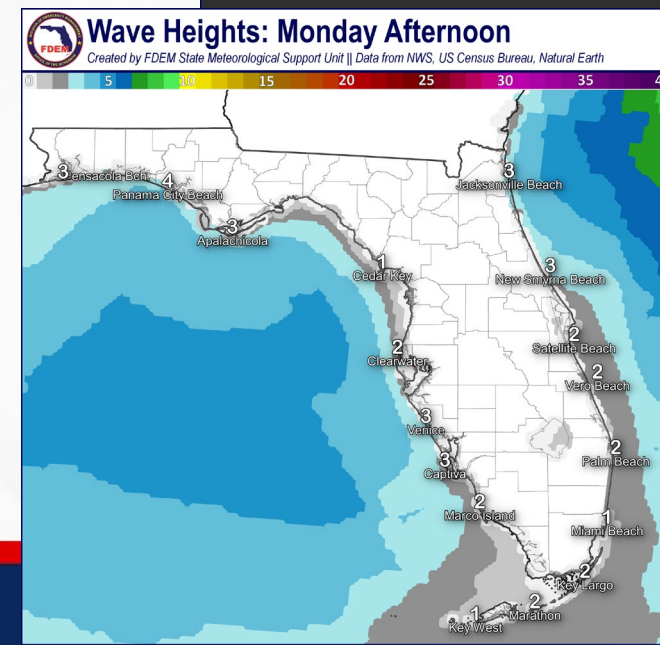 Wave Heights: Monday Afternoon
FDEM
Created by FDEM State Meteorological Support Unit || Data from NWS, US Census Bureau, Natural Earth
0 5 10 15 20 25 30 35 4
3
Pensacola Bch
4
Panama City Beach
3
Apalachicola
3
Jacksonville Beach
1
Cedar Key
3
New Smyrna Beach
2
Clearwater
2
Satellite Beach
2
Vero Beach
3
Venice
3
Captiva
2
Palm Beach
2
Marco Island
1
Miami Beach
2
Key Largo
2
Marathon
1
Key West